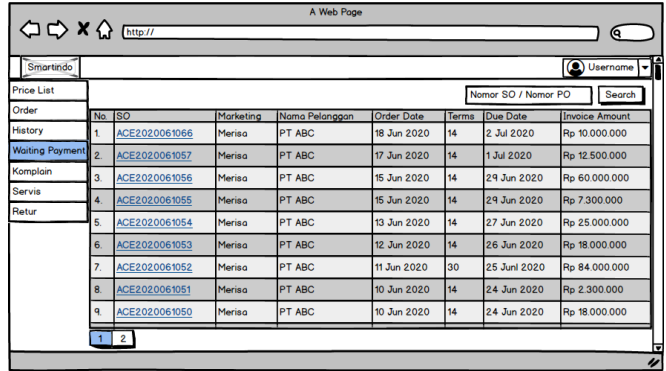 A Web Page
http://
Smartindo
Username
Price List
Order
History
Waiting Payment
Komplain
Servis
Retur
Nomor SO / Nomor PO Search
No. SO Marketing Nama Pelanggan Order Date Terms Due Date Invoice Amount
1. ACE2020061066 Merisa PT ABC 18 Jun 2020 14 2 Jul 2020 Rp 10.000.000
2. ACE2020061057 Merisa PT ABC 17 Jun 2020 14 1 Jul 2020 Rp 12.500.000
3. ACE2020061056 Merisa PT ABC 15 Jun 2020 14 29 Jun 2020 Rp 60.000.000
4. ACE2020061055 Merisa PT ABC 15 Jun 2020 14 29 Jun 2020 Rp 7.300.000
5. ACE2020061054 Merisa PT ABC 13 Jun 2020 14 27 Jun 2020 Rp 25.000.000
6. ACE2020061053 Merisa PT ABC 12 Jun 2020 14 26 Jun 2020 Rp 18.000.000
7. ACE2020061052 Merisa PT ABC 11 Jun 2020 30 25 Junl 2020 Rp 84.000.000
8. ACE2020061051 Merisa PT ABC 10 Jun 2020 14 24 Jun 2020 Rp 2.300.000
9. ACE2020061050 Merisa PT ABC 10 Jun 2020 14 24 Jun 2020 Rp 18.000.000
1 2